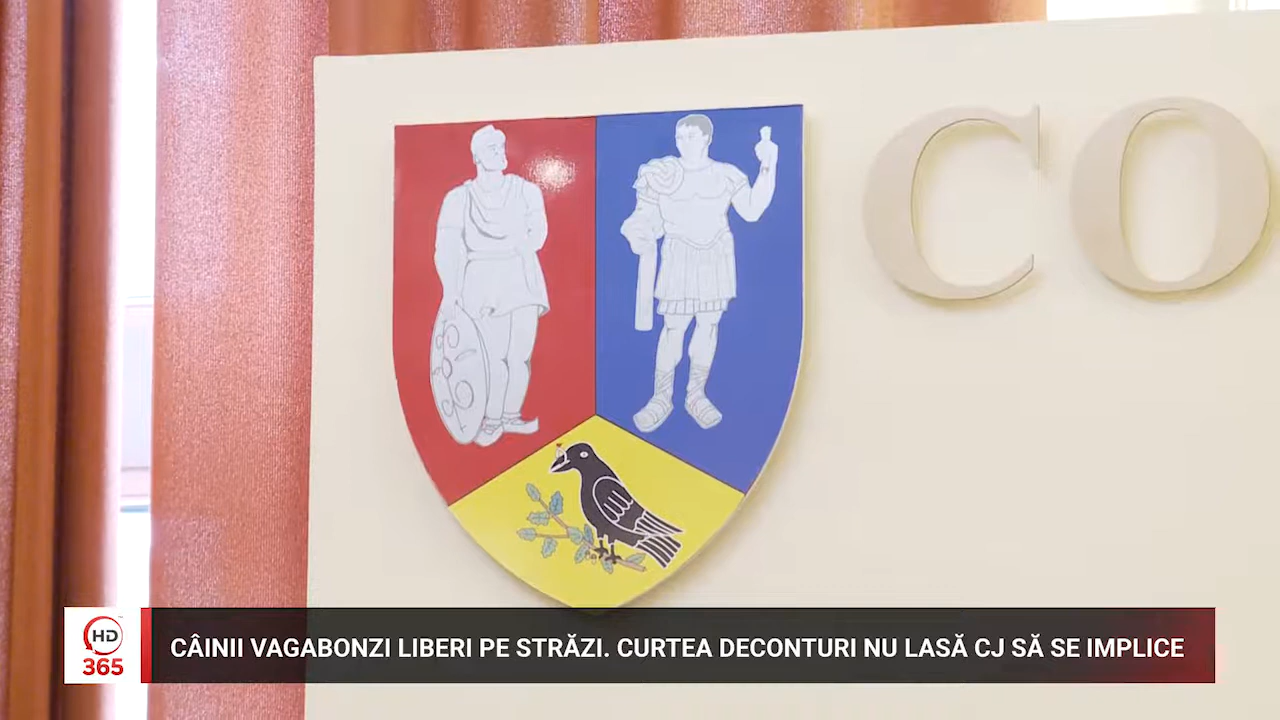 CO
HD
365
CÂINII VAGABONZI LIBERI PE STRĂZI. CURTEA DECONTURI NU LASĂ CJ SĂ SE IMPLICE